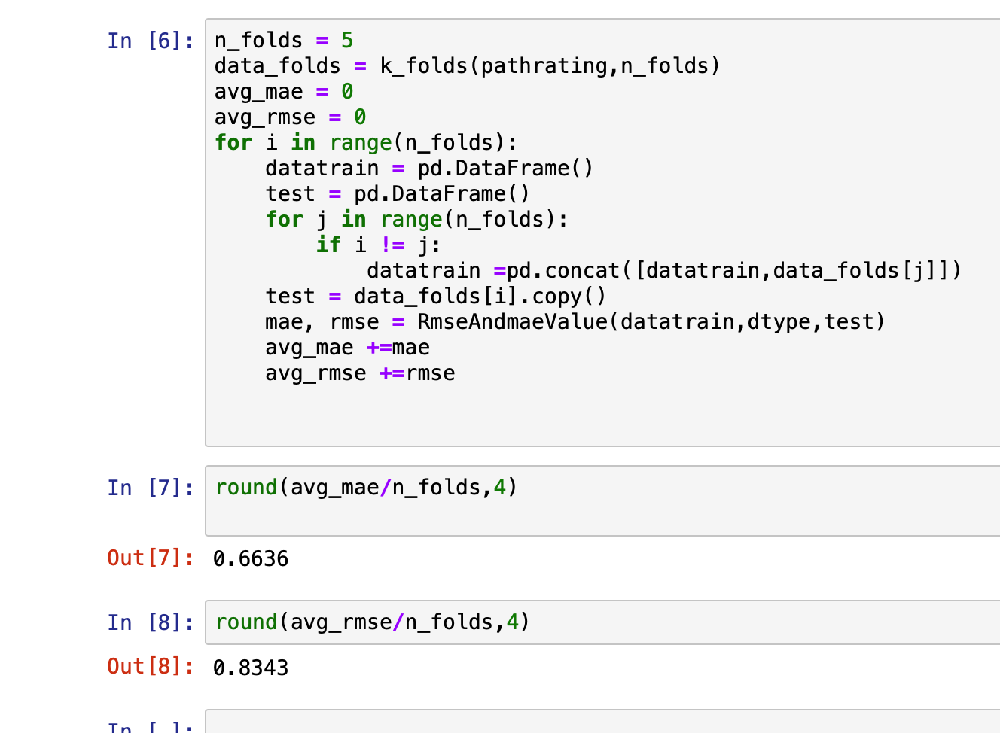 In [6]:
n_folds = 5
data_folds = k_folds(pathrating,n_folds)
avg_mae = 0
avg_rmse = 0
for i in range(n_folds):
    datatrain = pd.DataFrame()
    test = pd.DataFrame()
    for j in range(n_folds):
        if i != j:
            datatrain =pd.concat([datatrain,data_folds[j]])
    test = data_folds[i].copy()
    mae, rmse = RmseAndmaeValue(datatrain,dtype,test)
    avg_mae +=mae
    avg_rmse +=rmse
In [7]:
round(avg_mae/n_folds,4)
Out[7]:
0.6636
In [8]:
round(avg_rmse/n_folds,4)
Out[8]:
0.8343
In [ ]: